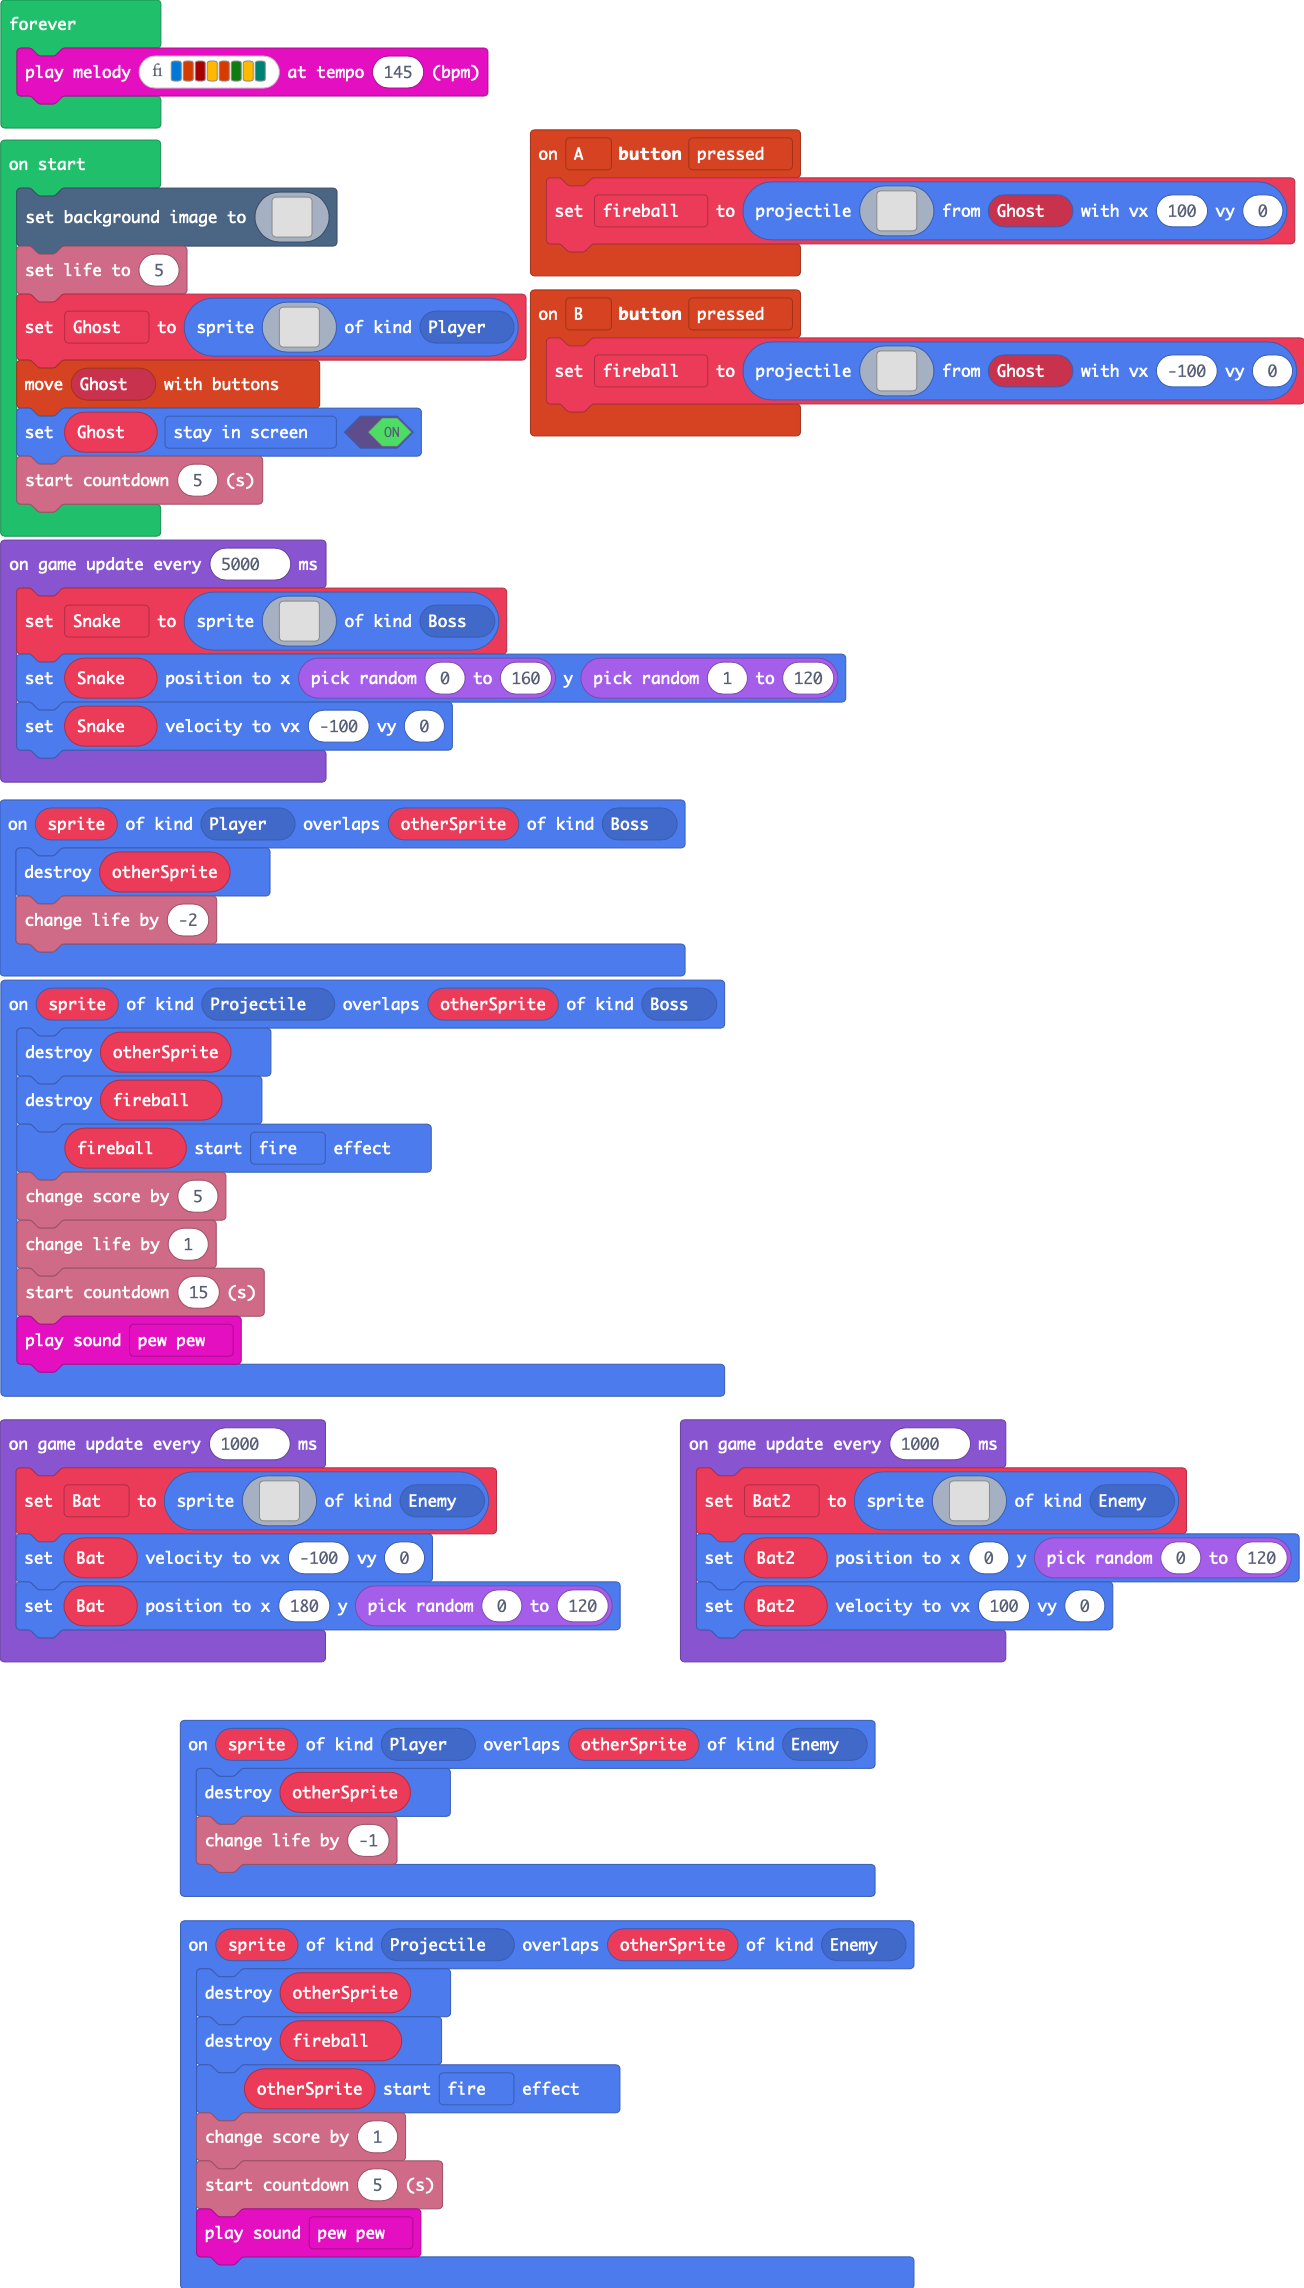 forever
play melody at tempo 145 (bpm)
on start
set background image to
set life to 5
set Ghost to sprite of kind Player
move Ghost with buttons
set Ghost stay in screen ON
start countdown 5 (s)
on A button pressed
set fireball to projectile from Ghost with vx 100 vy 0
on B button pressed
set fireball to projectile from Ghost with vx -100 vy 0
on game update every 5000 ms
set Snake to sprite of kind Boss
set Snake position to x pick random 0 to 160 y pick random 1 to 120
set Snake velocity to vx -100 vy 0
on sprite of kind Player overlaps otherSprite of kind Boss
destroy otherSprite
change life by -2
on sprite of kind Projectile overlaps otherSprite of kind Boss
destroy otherSprite
destroy fireball
fireball start fire effect
change score by 5
change life by 1
start countdown 15 (s)
play sound pew pew
on game update every 1000 ms
set Bat to sprite of kind Enemy
set Bat velocity to vx -100 vy 0
set Bat position to x 180 y pick random 0 to 120
on game update every 1000 ms
set Bat2 to sprite of kind Enemy
set Bat2 position to x 0 y pick random 0 to 120
set Bat2 velocity to vx 100 vy 0
on sprite of kind Player overlaps otherSprite of kind Enemy
destroy otherSprite
change life by -1
on sprite of kind Projectile overlaps otherSprite of kind Enemy
destroy otherSprite
destroy fireball
otherSprite start fire effect
change score by 1
start countdown 5 (s)
play sound pew pew